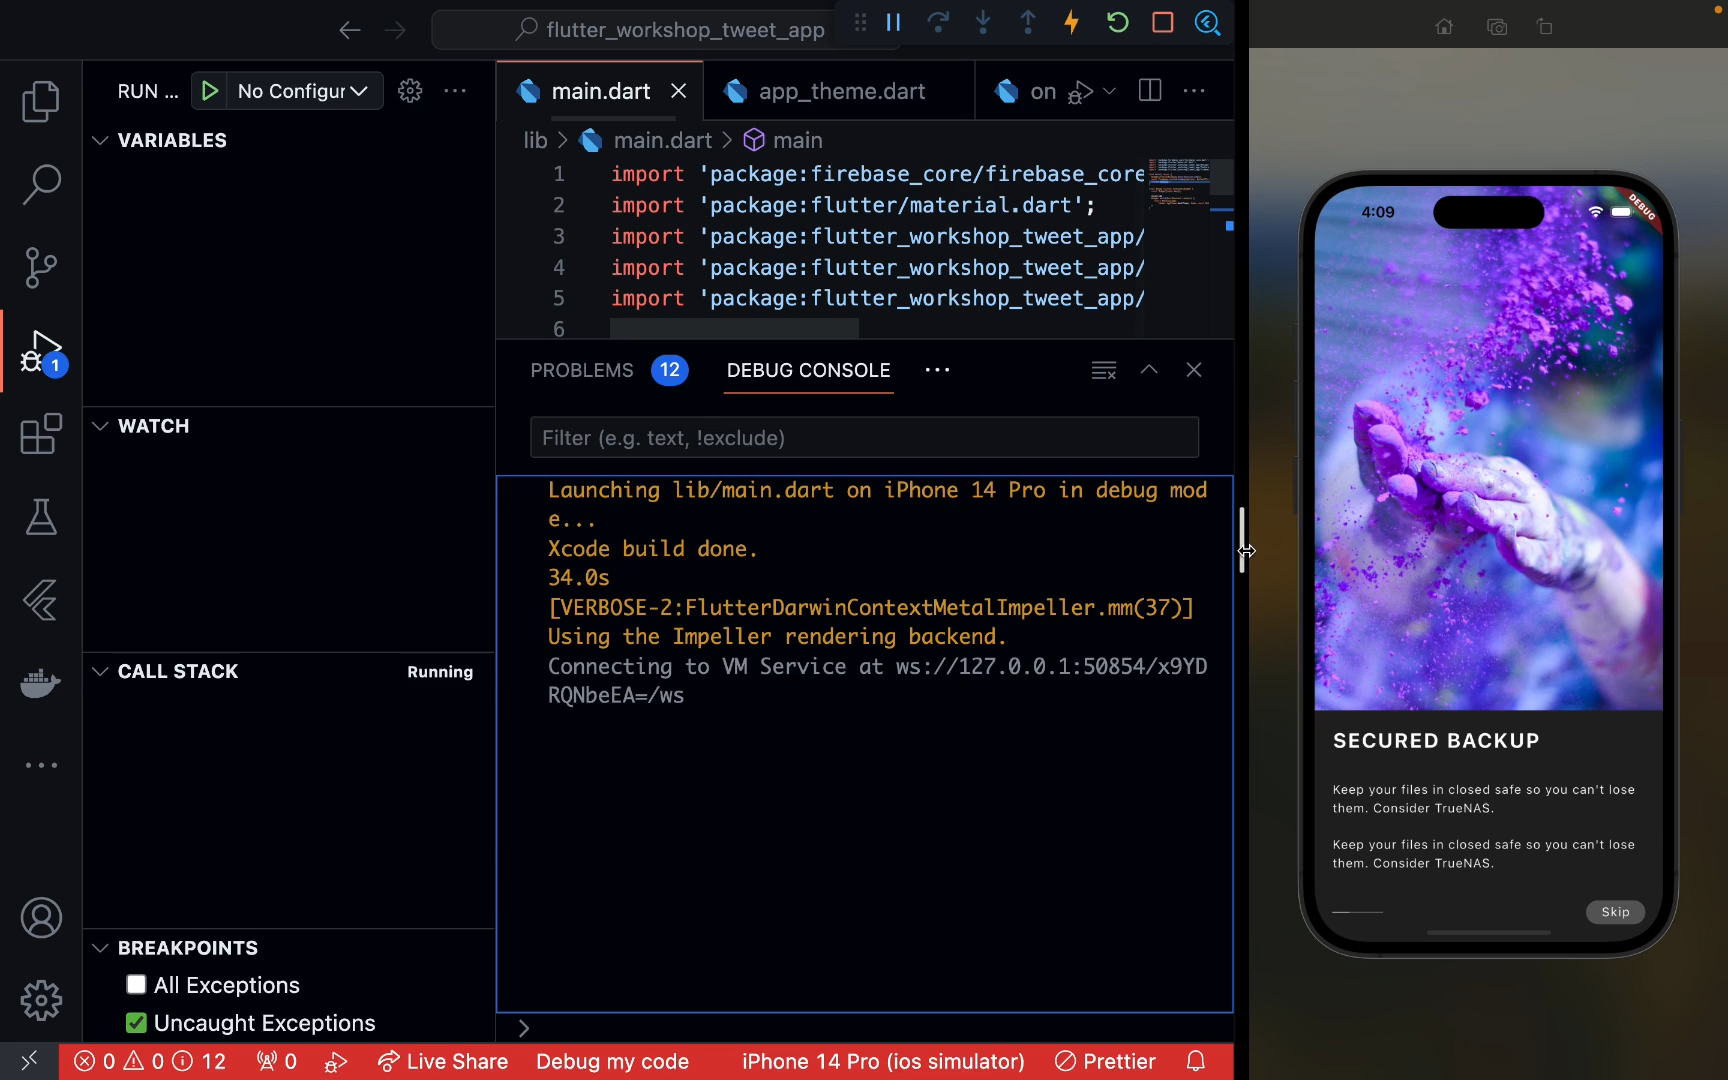 flutter_workshop_tweet_app
RUN ...
No Configur
main.dart
app_theme.dart
on
lib > main.dart > main
VARIABLES
1 import 'package:firebase_core/firebase_core
2 import 'package:flutter/material.dart';
3 import 'package:flutter_workshop_tweet_app/
4 import 'package:flutter_workshop_tweet_app/
5 import 'package:flutter_workshop_tweet_app/
6
PROBLEMS 12 DEBUG CONSOLE ...
Filter (e.g. text, !exclude)
WATCH
Launching lib/main.dart on iPhone 14 Pro in debug mod
e...
Xcode build done.
34.0s
[VERBOSE-2:FlutterDarwinContextMetalImpeller.mm(37)]
Using the Impeller rendering backend.
Connecting to VM Service at ws://127.0.0.1:50854/x9YD
RQNbeEA=/ws
CALL STACK Running
BREAKPOINTS
All Exceptions
Uncaught Exceptions
1
0 0 12 0 Live Share Debug my code iPhone 14 Pro (ios simulator) Prettier
4:09
DEBUG
SECURED BACKUP
Keep your files in closed safe so you can't lose
them. Consider TrueNAS.
Keep your files in closed safe so you can't lose
them. Consider TrueNAS.
Skip